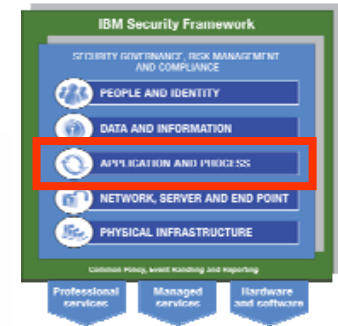 IBM Security Framework
SECURITY GOVERNANCE, RISK MANAGEMENT
AND COMPLIANCE
PEOPLE AND IDENTITY
DATA AND INFORMATION
APPLICATION AND PROCESS
NETWORK, SERVER AND END POINT
PHYSICAL INFRASTRUCTURE
Common Policy, Event Handling and Reporting
Professional
services
Managed
services
Hardware
and software